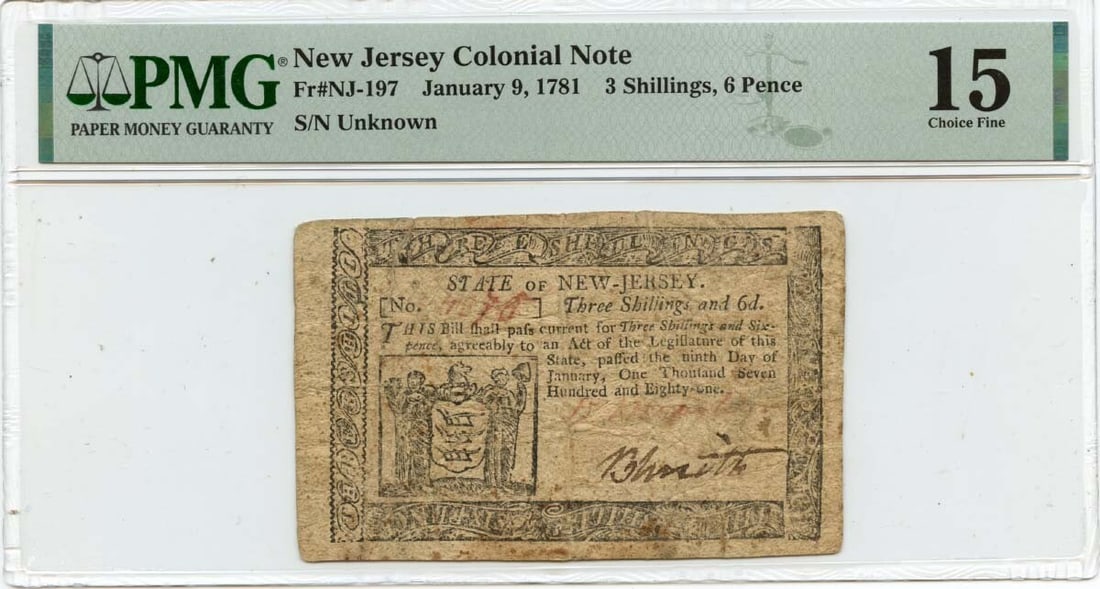 PMG®
PAPER MONEY GUARANTY
New Jersey Colonial Note
Fr#NJ-197 January 9, 1781 3 Shillings, 6 Pence
S/N Unknown
15
Choice Fine
THREE SHILLINGS
STATE OF NEW-JERSEY.
[No. ] Three Shillings and 6d.
THIS Bill ſhall paſs current for Three Shillings and Six-
pence, agreeably to an Act of the Legiſlature of this
State, paſſed the ninth Day of
January, One Thouſand Seven
Hundred and Eighty-one.
BSmith